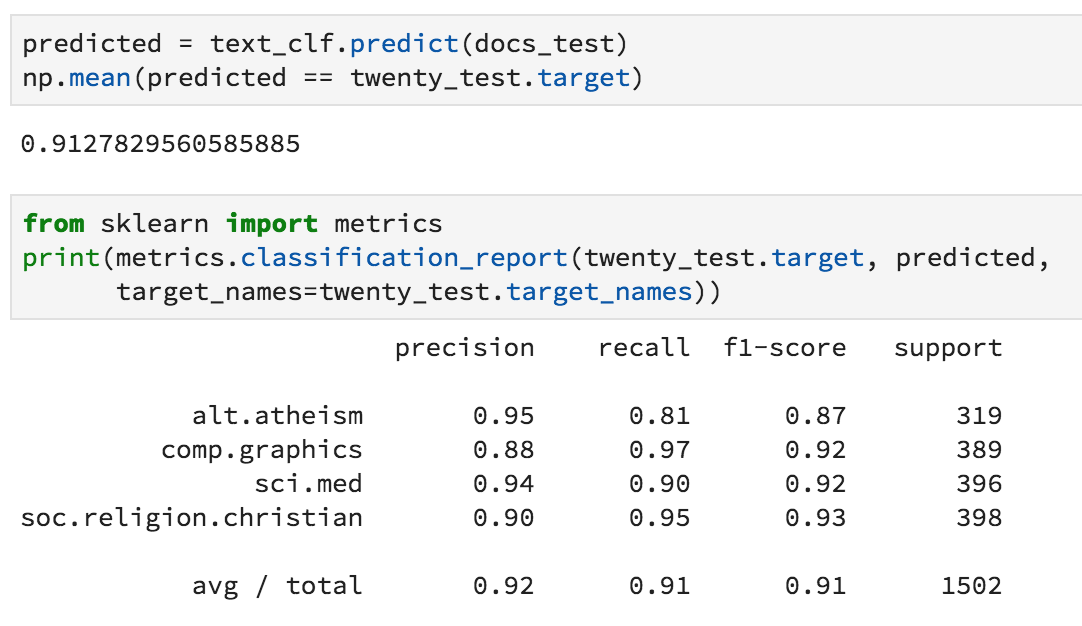 predicted = text_clf.predict(docs_test)
np.mean(predicted == twenty_test.target)
0.9127829560585885
from sklearn import metrics
print(metrics.classification_report(twenty_test.target, predicted,
      target_names=twenty_test.target_names))
                        precision    recall  f1-score   support
           alt.atheism       0.95      0.81      0.87       319
         comp.graphics       0.88      0.97      0.92       389
               sci.med       0.94      0.90      0.92       396
soc.religion.christian       0.90      0.95      0.93       398
           avg / total       0.92      0.91      0.91      1502